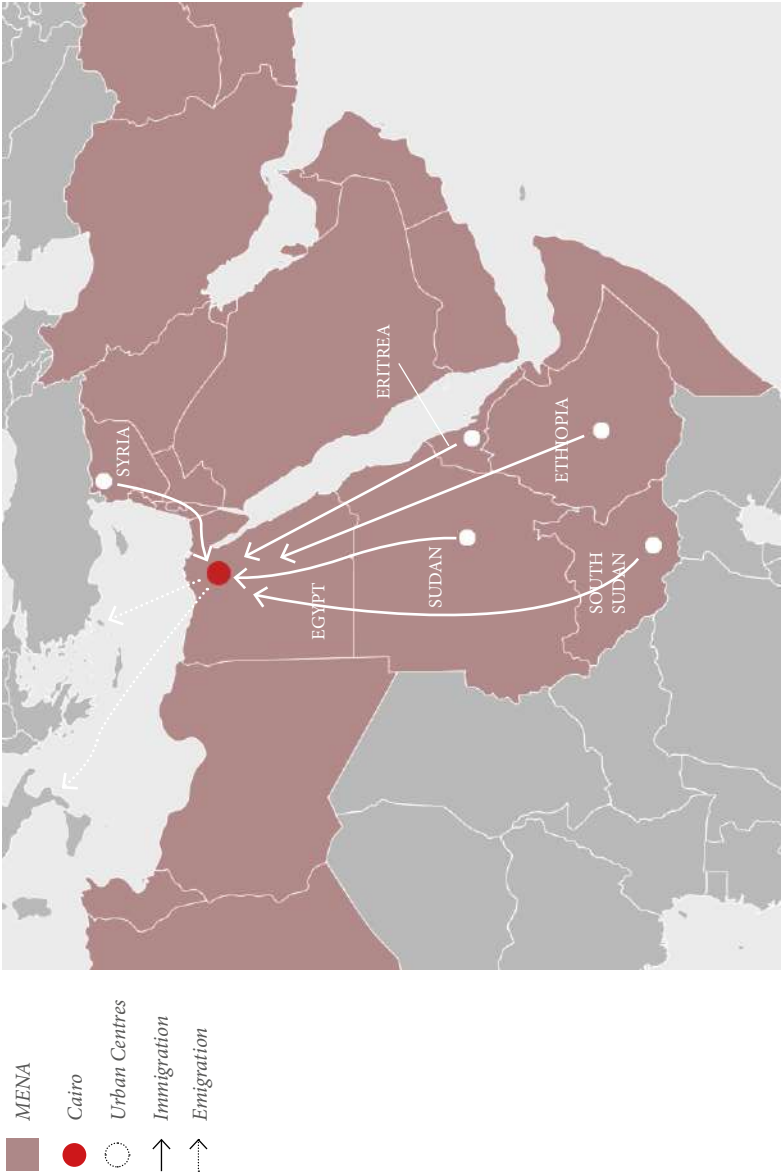 SYRIA
ERITREA
ETHIOPIA
EGYPT
SUDAN
SOUTH
SUDAN
MENA
Cairo
Urban Centres
Immigration
Emigration